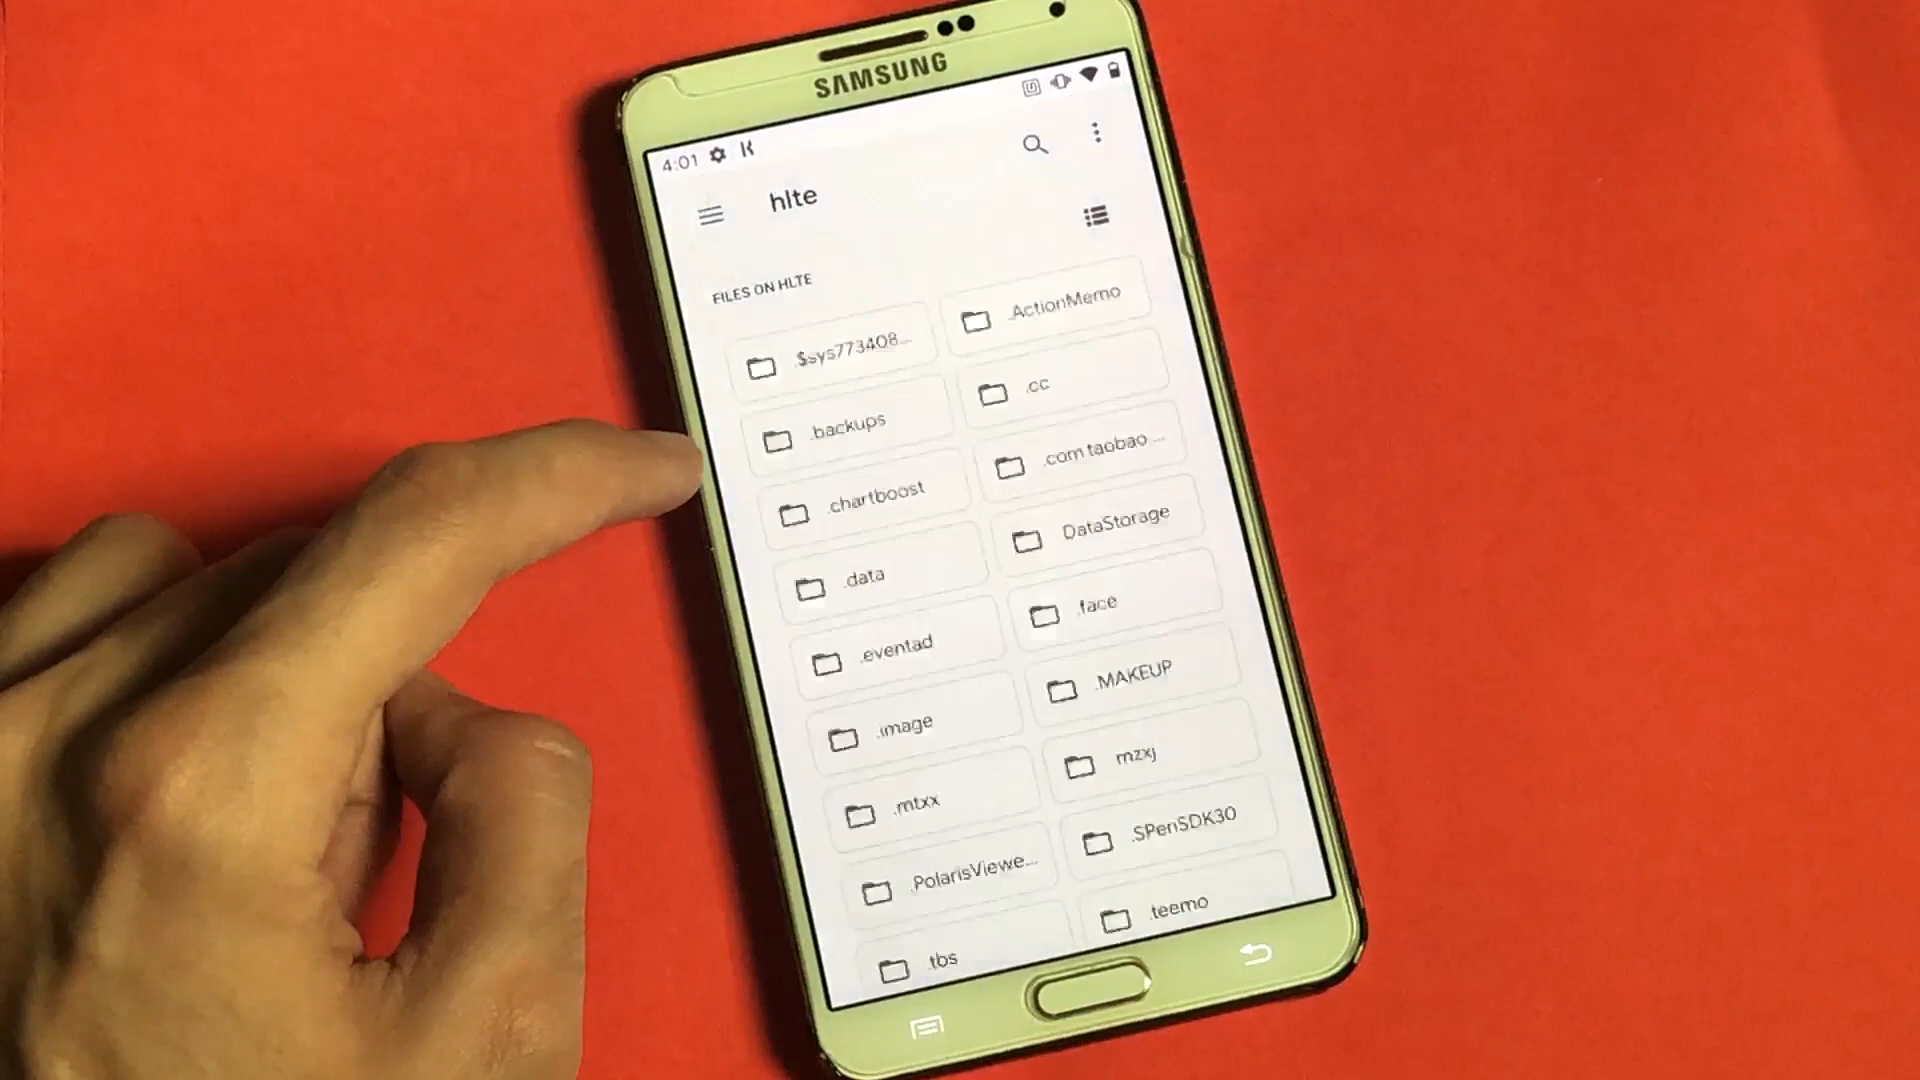 SAMSUNG
4:01
hlte
FILES ON HLTE
.$sys773408...
.ActionMemo
.backups
.cc
.chartboost
.com.taobao....
.data
DataStorage
.eventad
.face
.image
.MAKEUP
.mtxx
mzxj
.PolarisViewe...
.SPenSDK30
.tbs
.teemo